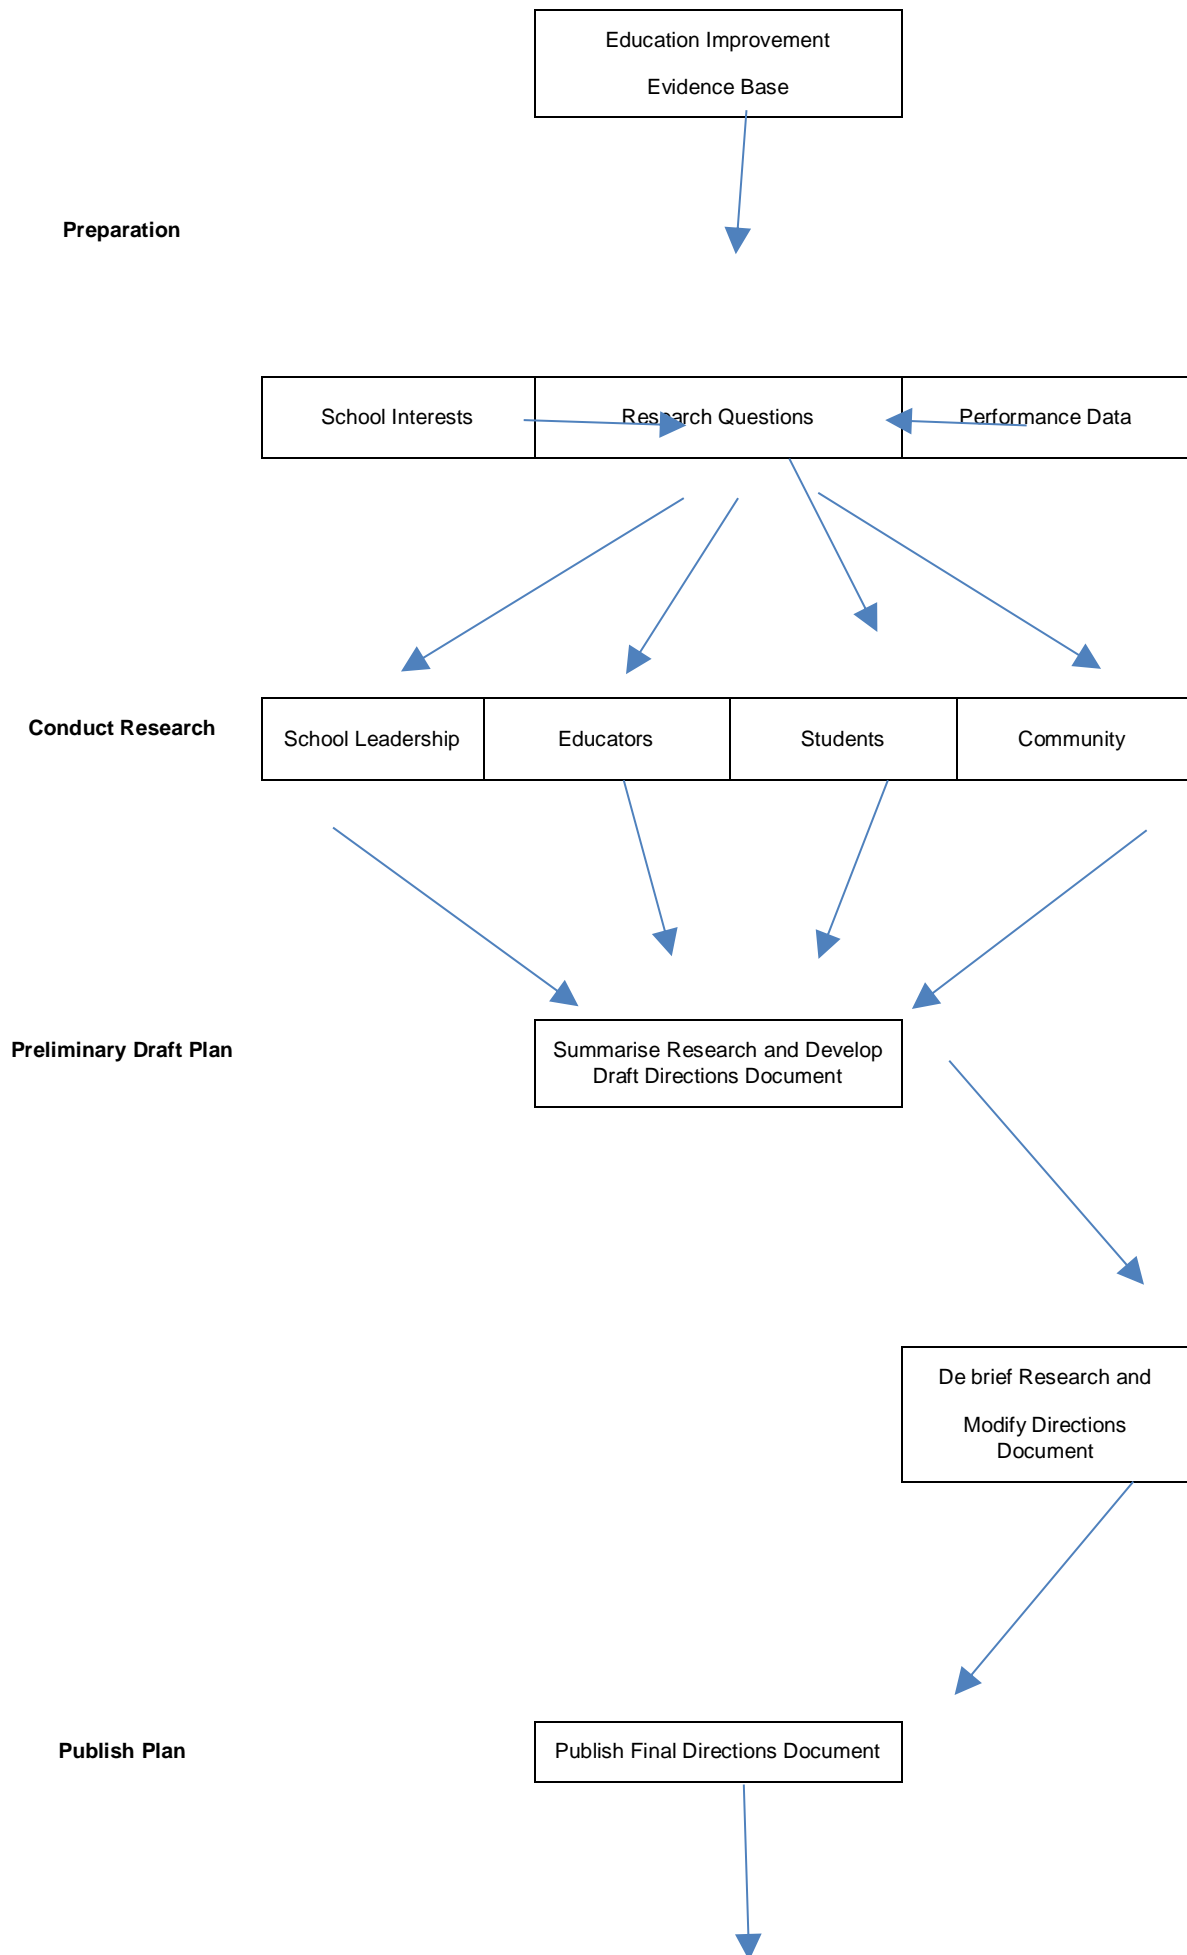 Education Improvement
Evidence Base
Preparation
School Interests
Research Questions
Performance Data
Conduct Research
School Leadership
Educators
Students
Community
Preliminary Draft Plan
Summarise Research and Develop
Draft Directions Document
De brief Research and
Modify Directions
Document
Publish Plan
Publish Final Directions Document